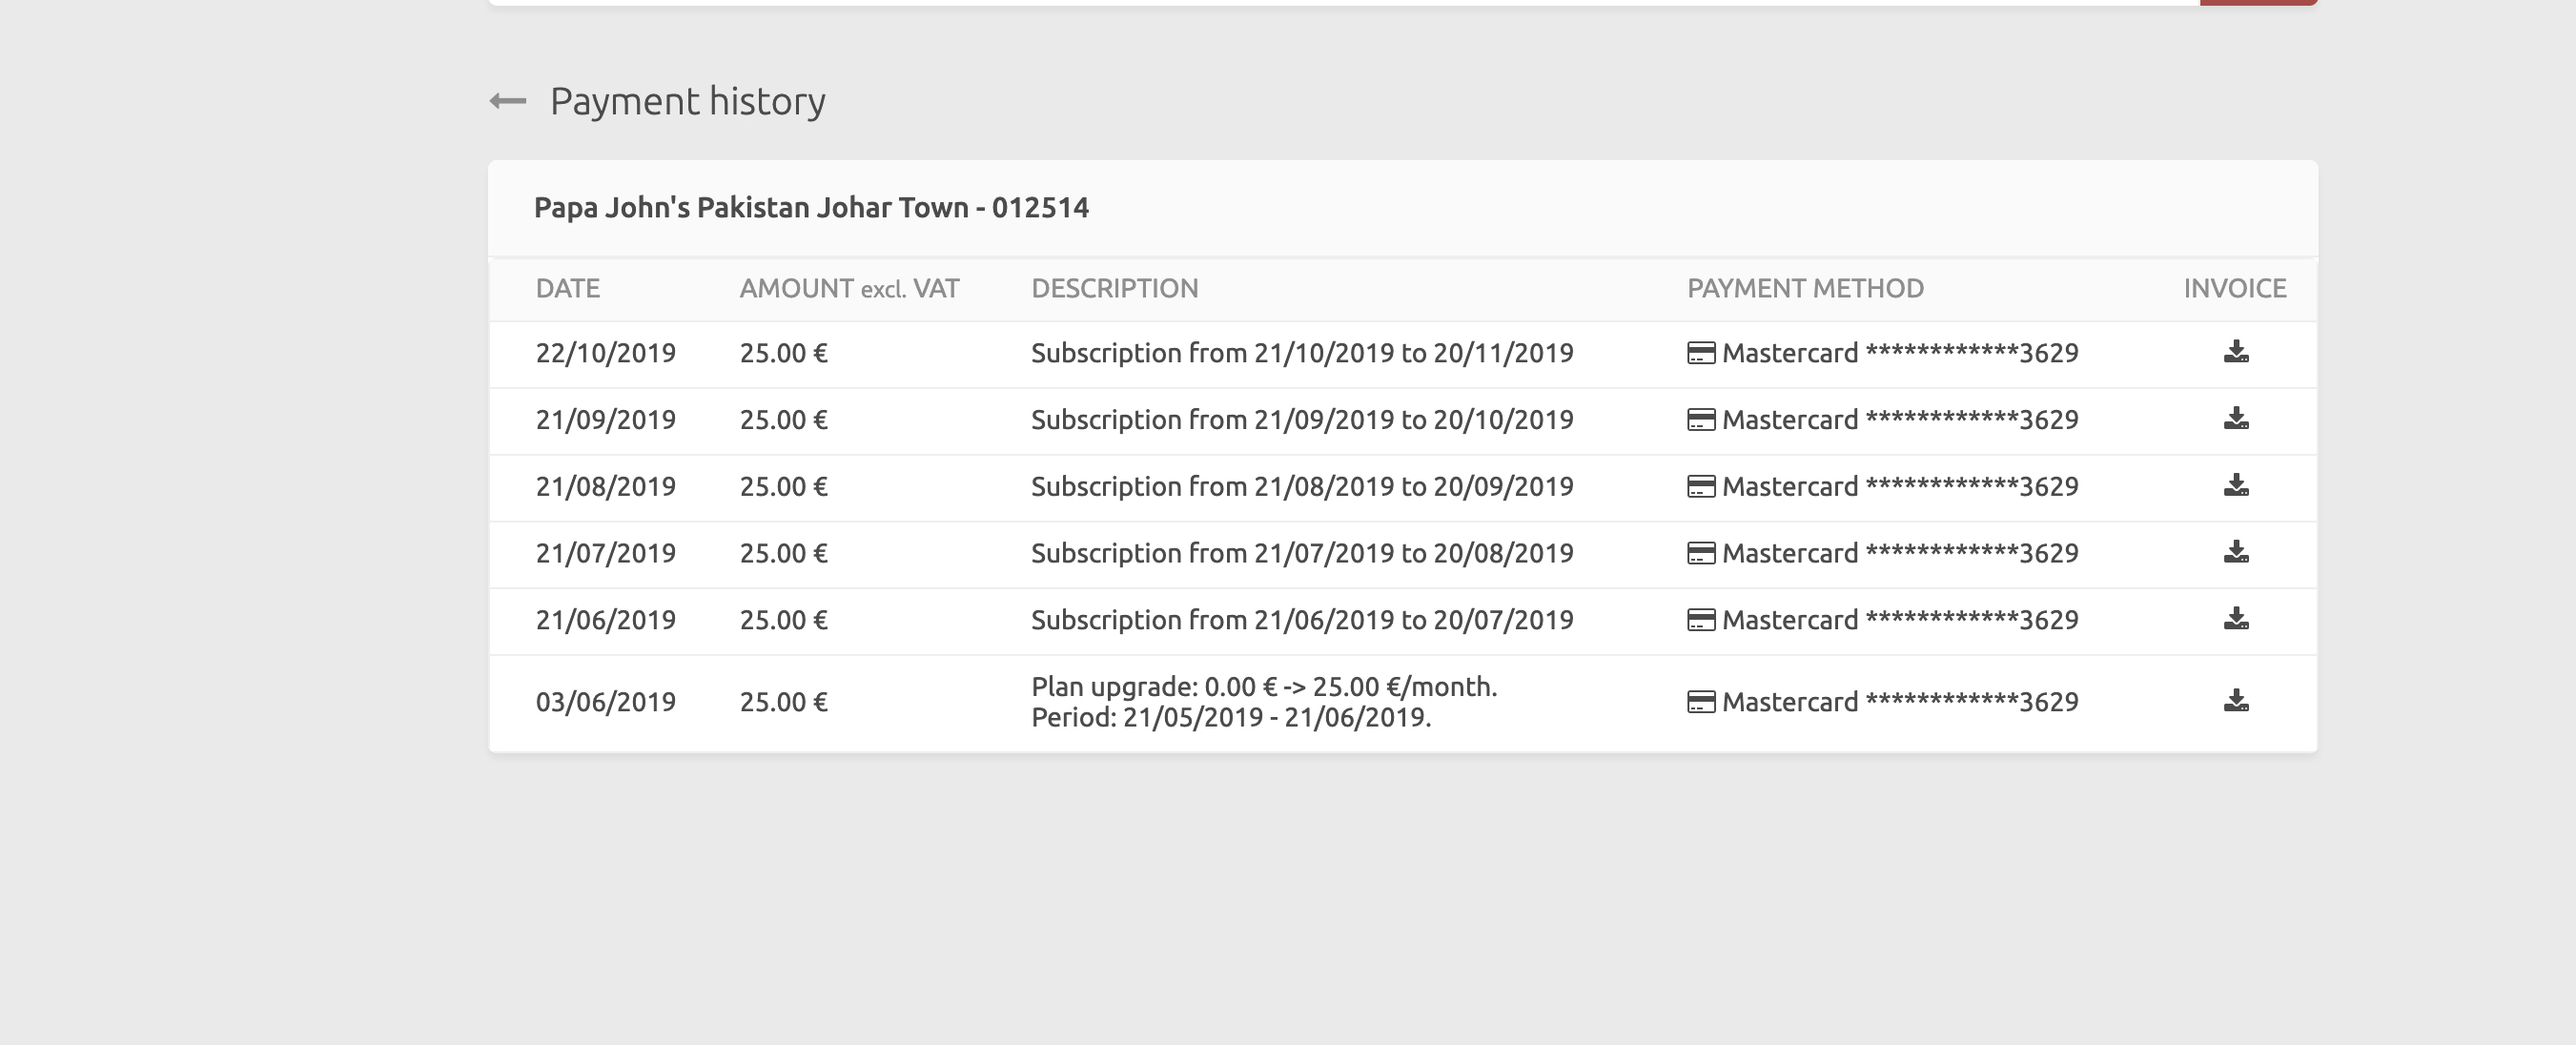 Payment history
Papa John's Pakistan Johar Town - 012514
DATE AMOUNT excl. VAT DESCRIPTION PAYMENT METHOD INVOICE
22/10/2019 25.00 € Subscription from 21/10/2019 to 20/11/2019 Mastercard ************3629
21/09/2019 25.00 € Subscription from 21/09/2019 to 20/10/2019 Mastercard ************3629
21/08/2019 25.00 € Subscription from 21/08/2019 to 20/09/2019 Mastercard ************3629
21/07/2019 25.00 € Subscription from 21/07/2019 to 20/08/2019 Mastercard ************3629
21/06/2019 25.00 € Subscription from 21/06/2019 to 20/07/2019 Mastercard ************3629
03/06/2019 25.00 € Plan upgrade: 0.00 € -> 25.00 €/month. Mastercard ************3629
Period: 21/05/2019 - 21/06/2019.